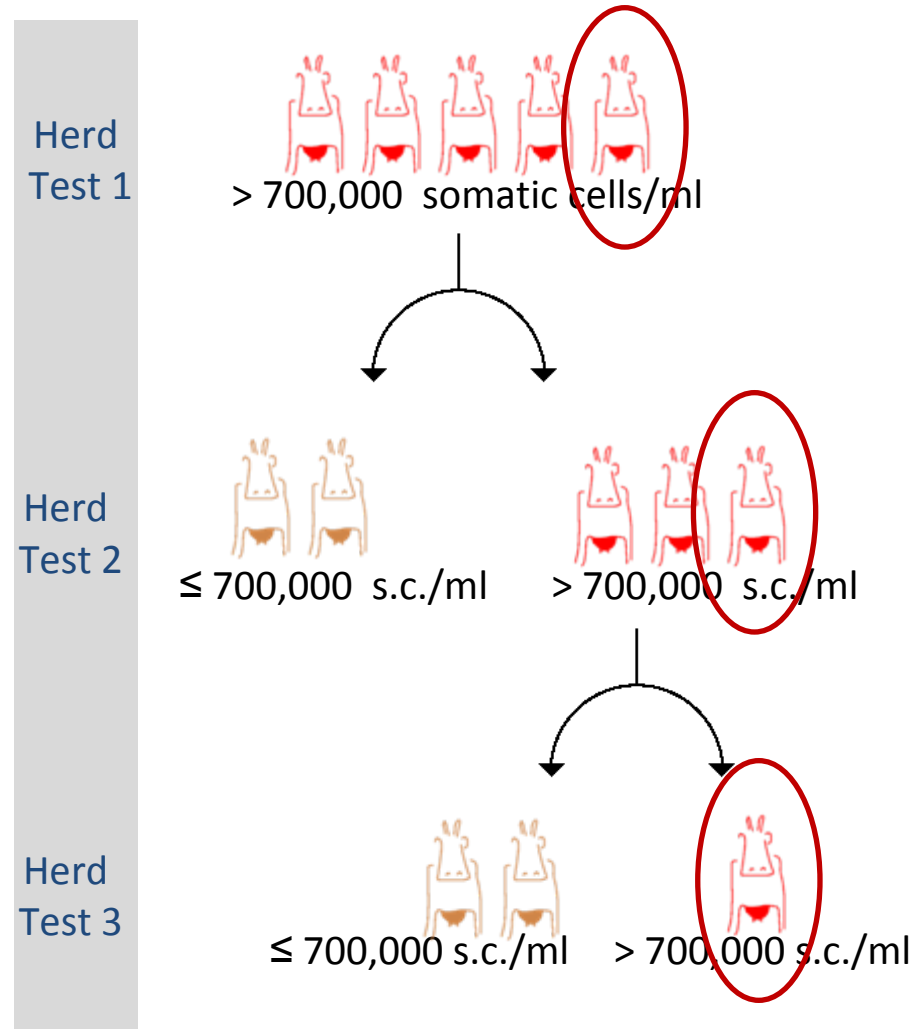 Herd
Test 1
> 700,000 somatic cells/ml
Herd
Test 2
≤ 700,000 s.c./ml
> 700,000 s.c./ml
Herd
Test 3
≤ 700,000 s.c./ml
> 700,000 s.c./ml